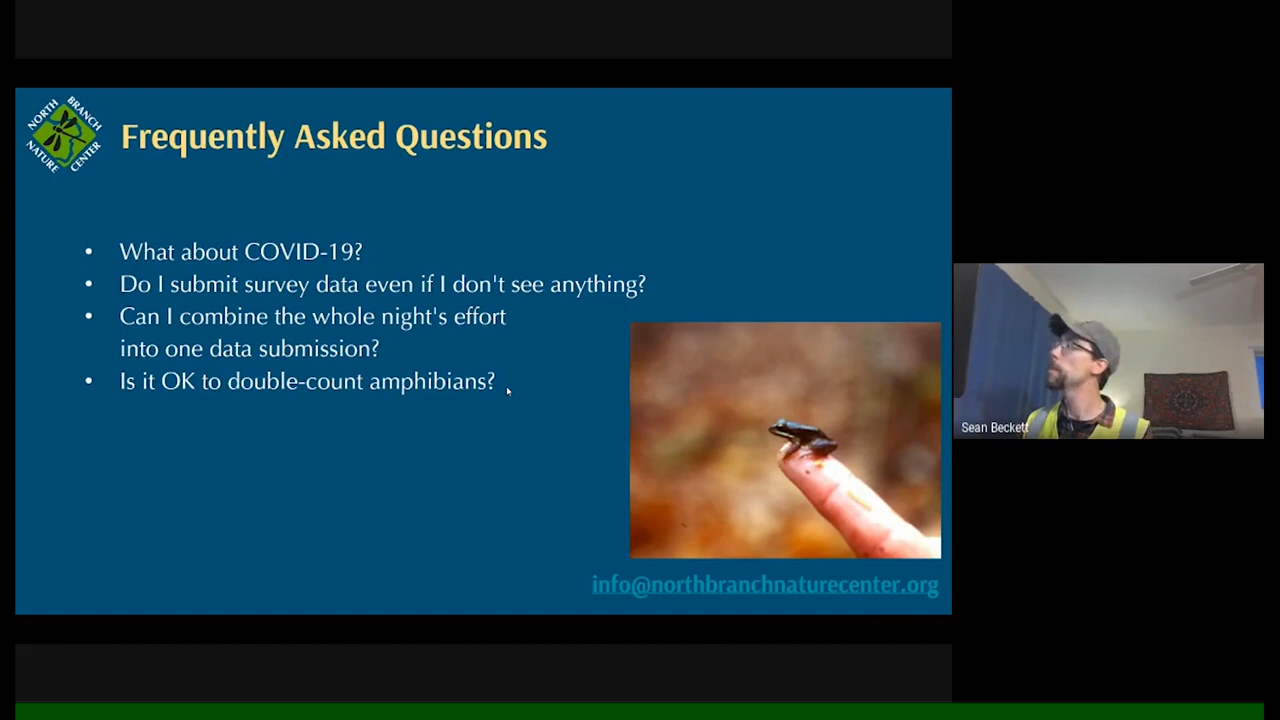 NORTH BRANCH
NATURE CENTER
Frequently Asked Questions
• What about COVID-19?
• Do I submit survey data even if I don't see anything?
• Can I combine the whole night's effort
into one data submission?
• Is it OK to double-count amphibians?
Sean Beckett
info@northbranchnaturecenter.org